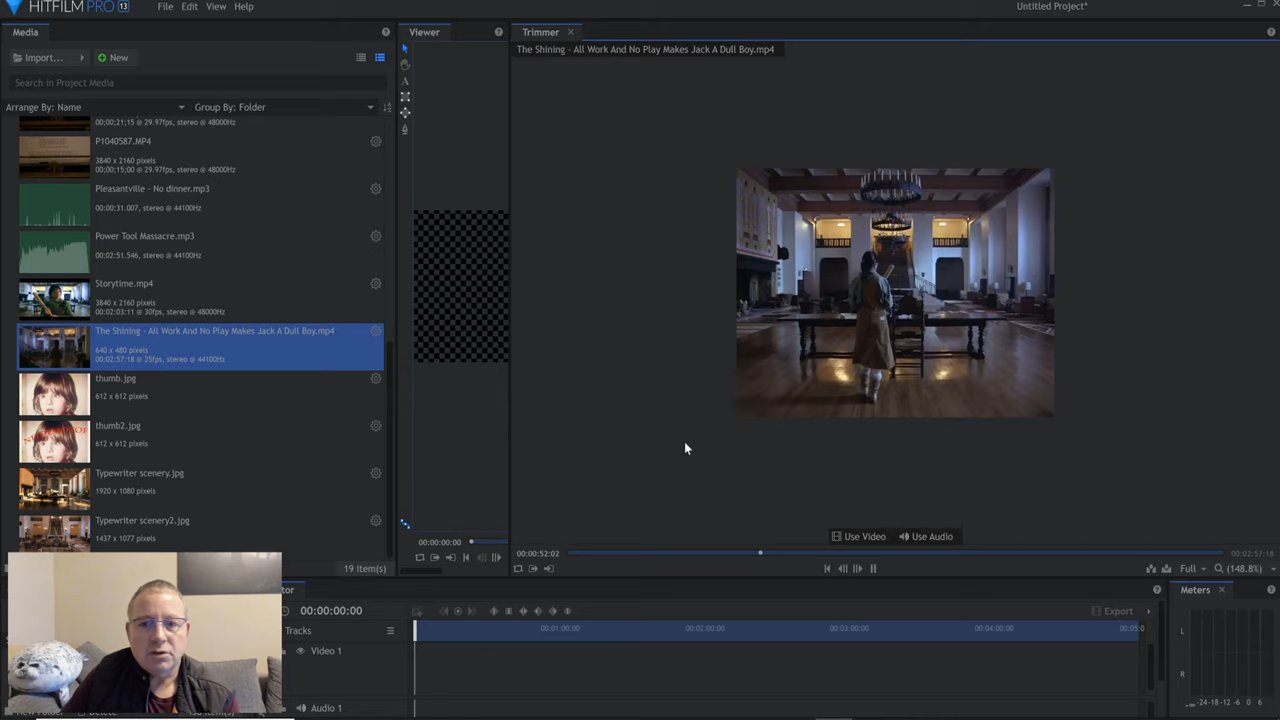 HITFILM PRO 13
Untitled Project*
File Edit View Help
Media
Viewer
Trimmer
The Shining - All Work And No Play Makes Jack A Dull Boy.mp4
Import...
New
Search in Project Media
Arrange By: Name
Group By: Folder
00;00;21;15 @ 29.97fps, stereo @ 48000Hz
P1040587.MP4
3840 x 2160 pixels
00;00;15;00 @ 29.97fps, stereo @ 48000Hz
Pleasantville - No dinner.mp3
00:00:31.007, stereo @ 44100Hz
Power Tool Massacre.mp3
00:02:51.546, stereo @ 44100Hz
Storytime.mp4
3840 x 2160 pixels
00:02:03:11 @ 30fps, stereo @ 48000Hz
The Shining - All Work And No Play Makes Jack A Dull Boy.mp4
640 x 480 pixels
00:02:57:18 @ 25fps, stereo @ 44100Hz
thumb.jpg
612 x 612 pixels
thumb2.jpg
612 x 612 pixels
Typewriter scenery.jpg
1920 x 1080 pixels
Typewriter scenery2.jpg
1437 x 1077 pixels
19 Item(s)
00:00:00:00
Use Video
Use Audio
00:00:52:02
00:02:57:18
Full
(148.8%)
00:00:00:00
Export
Meters
Tracks
00:01:00:00
00:02:00:00
00:03:00:00
00:04:00:00
00:05:0
Video 1
Audio 1
L
R
-24 -18 -12 -6 0 6